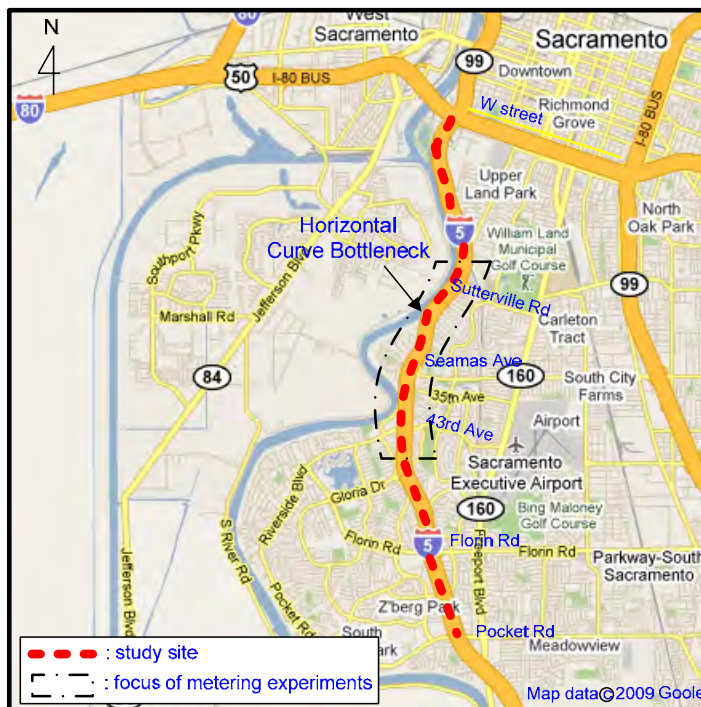 N
80
West
Sacramento
Sacramento
99
Downtown
50
I-80 BUS
80
W street
Richmond
Grove
I-80 BUS
Upper
Land Park
North
Oak Park
Horizontal
Curve Bottleneck
5
William Land
Municipal
Golf Course
99
Southport Pkwy
Jefferson Blvd
Sutterville Rd
Marshall Rd
Carleton
Tract
Seamas Ave
84
160
South City
Farms
35th Ave
43rd Ave
Airport
Sacramento
Executive Airport
Riverside Blvd
Gloria Dr
160
Bing Maloney
Golf Course
S River Rd
Florin Rd
5
Florin Rd
Florin Rd
Freeport Blvd
Parkway-South
Sacramento
Jefferson Blvd
Pocket Rd
Z'berg Park
South
Pocket Rd
Meadowview
: study site
: focus of metering experiments
Map data©2009 Goole